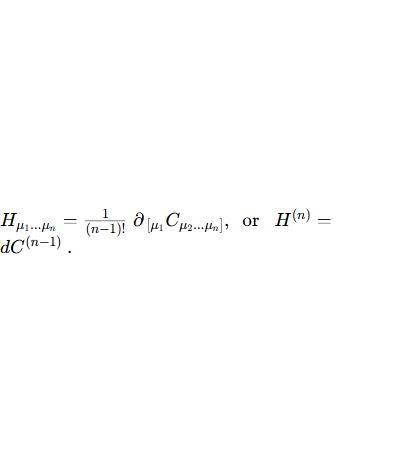 H_{μ_1...μ_n} = \frac{1}{(n−1)!} ∂_{[μ_1} C_{μ_2...μ_n]}, or H^{(n)} =
dC^{(n−1)} .